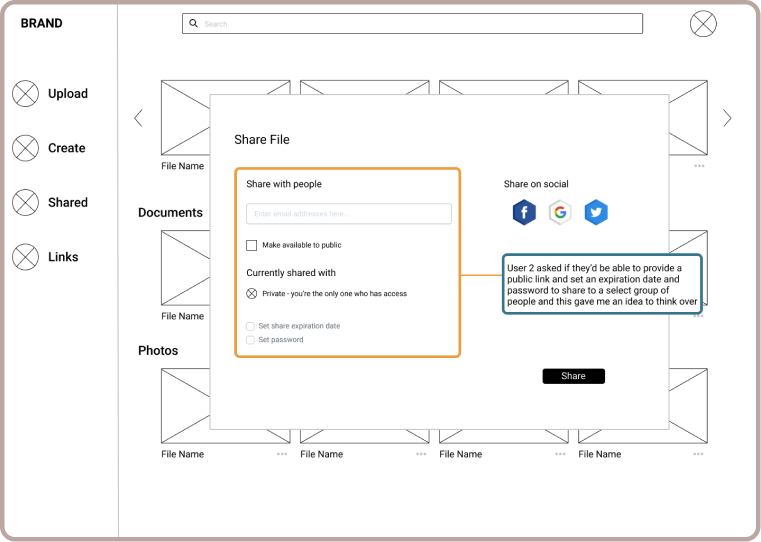 BRAND
Search
Upload
Create
Shared
Links
File Name
Share File
Share with people
Enter email addresses here...
Make available to public
Currently shared with
Private - you're the only one who has access
Set share expiration date
Set password
Share on social
f
G
User 2 asked if they'd be able to provide a
public link and set an expiration date and
password to share to a select group of
people and this gave me an idea to think over
Share
Documents
File Name
Photos
File Name
File Name
File Name
File Name